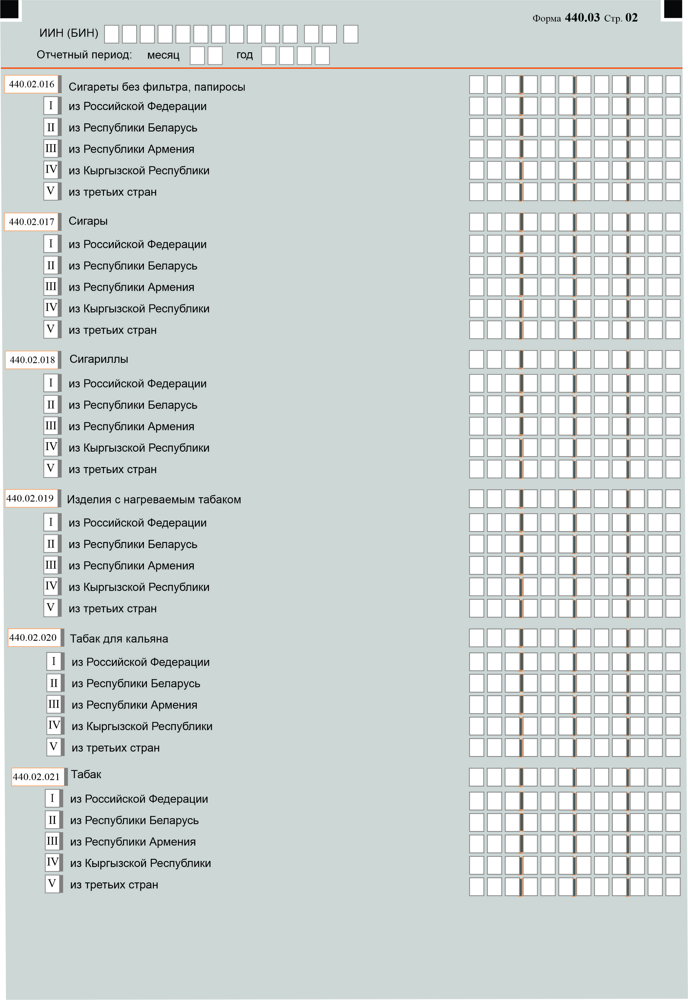 Форма 440.03 Стр. 02
ИИН (БИН)
Отчетный период: месяц год
440.02.016 Сигареты без фильтра, папиросы
I из Российской Федерации
II из Республики Беларусь
III из Республики Армения
IV из Кыргызской Республики
V из третьих стран
440.02.017 Сигары
I из Российской Федерации
II из Республики Беларусь
III из Республики Армения
IV из Кыргызской Республики
V из третьих стран
440.02.018 Сигариллы
I из Российской Федерации
II из Республики Беларусь
III из Республики Армения
IV из Кыргызской Республики
V из третьих стран
440.02.019 Изделия с нагреваемым табаком
I из Российской Федерации
II из Республики Беларусь
III из Республики Армения
IV из Кыргызской Республики
V из третьих стран
440.02.020 Табак для кальяна
I из Российской Федерации
II из Республики Беларусь
III из Республики Армения
IV из Кыргызской Республики
V из третьих стран
440.02.021 Табак
I из Российской Федерации
II из Республики Беларусь
III из Республики Армения
IV из Кыргызской Республики
V из третьих стран